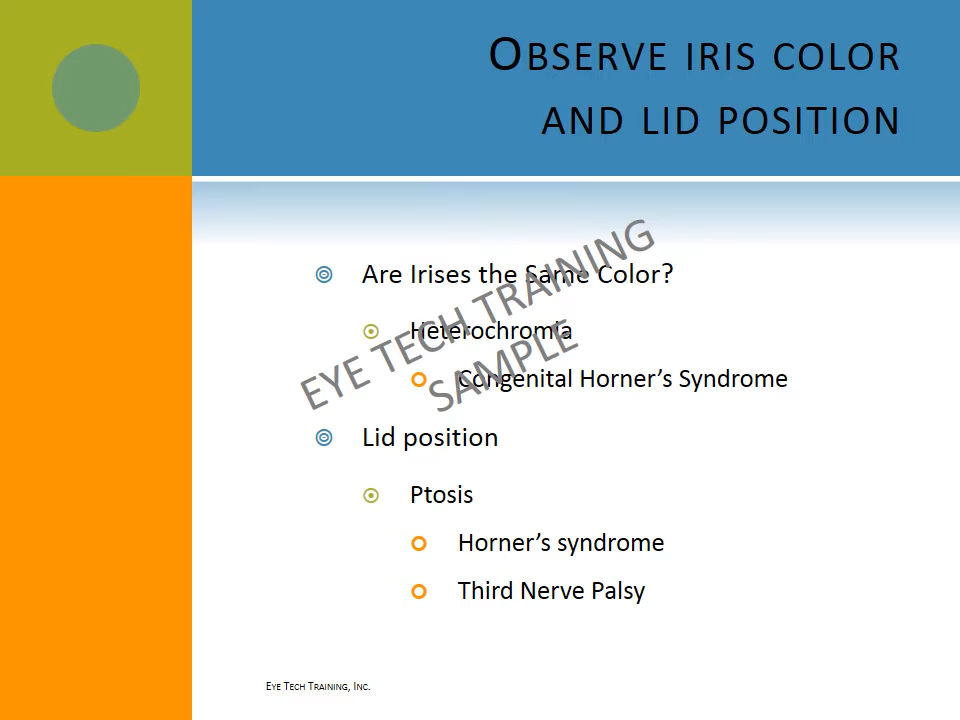 Observe iris color
and lid position
Are Irises the Same Color?
Heterochromia
Congenital Horner’s Syndrome
EYE TECH TRAINING
SAMPLE
Lid position
Ptosis
Horner’s syndrome
Third Nerve Palsy
Eye Tech Training, Inc.